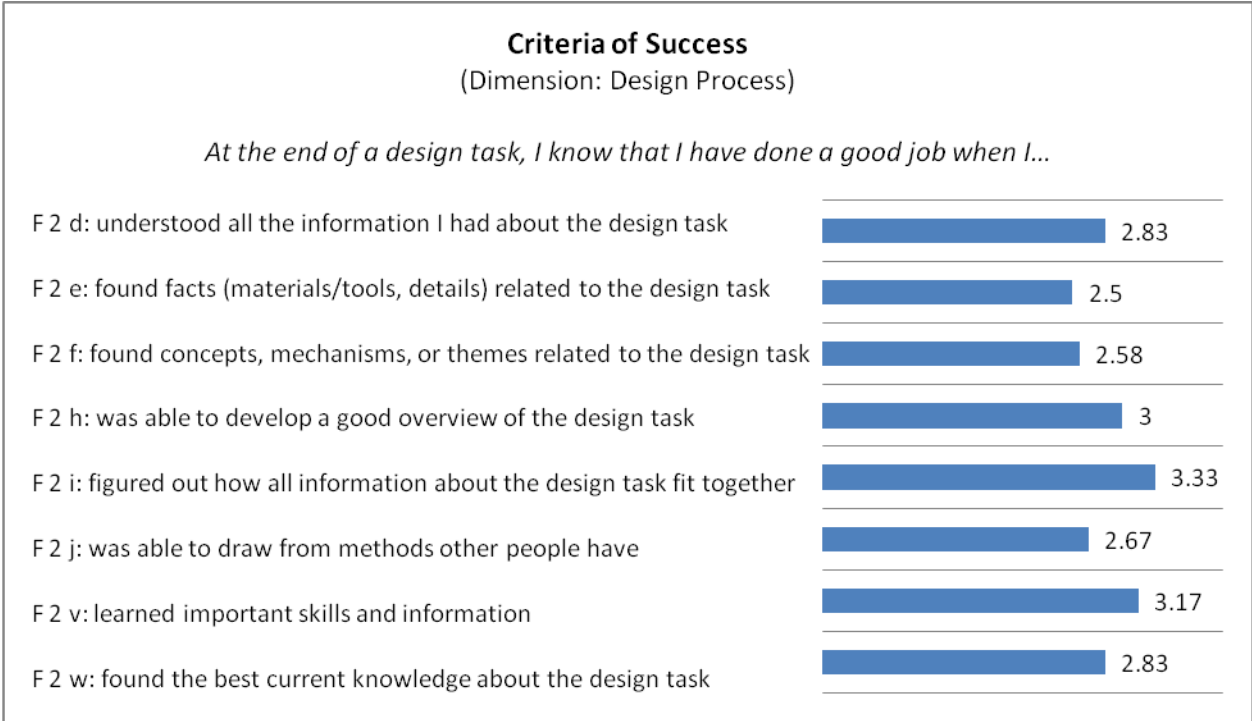 Criteria of Success
(Dimension: Design Process)
At the end of a design task, I know that I have done a good job when I...
F 2 d: understood all the information I had about the design task
2.83
F 2 e: found facts (materials/tools, details) related to the design task
2.5
F 2 f: found concepts, mechanisms, or themes related to the design task
2.58
F 2 h: was able to develop a good overview of the design task
3
F 2 i: figured out how all information about the design task fit together
3.33
F 2 j: was able to draw from methods other people have
2.67
F 2 v: learned important skills and information
3.17
F 2 w: found the best current knowledge about the design task
2.83